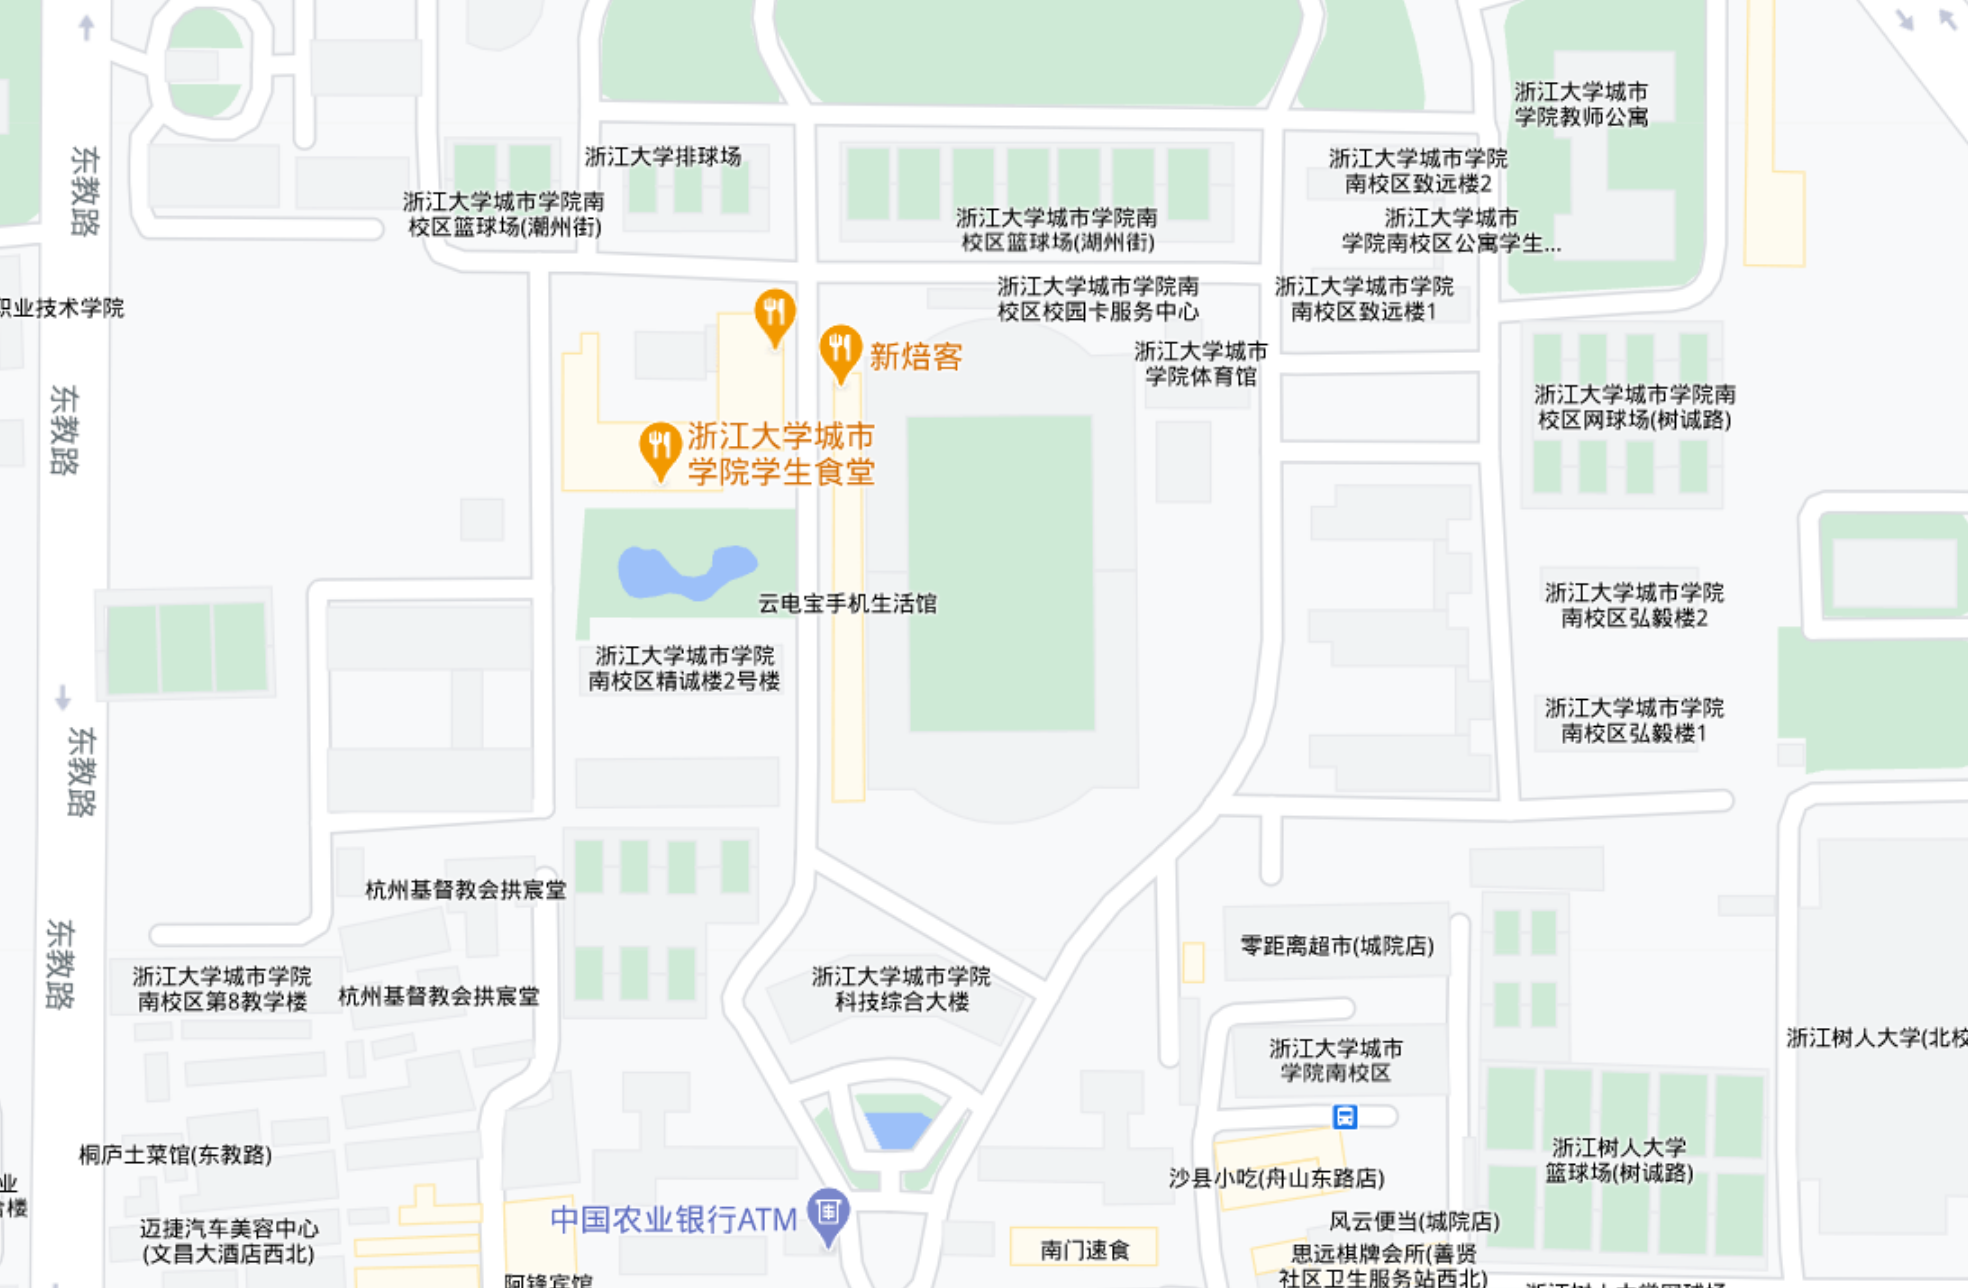 浙江大学城市
学院教师公寓
浙江大学排球场
浙江大学城市学院
南校区致远楼2
东教路
浙江大学城市学院南
校区篮球场(潮州街)
浙江大学城市学院南
校区篮球场(湖州街)
浙江大学城市
学院南校区公寓学生...
职业技术学院
浙江大学城市学院南
校区校园卡服务中心
浙江大学城市学院
南校区致远楼1
新焙客
浙江大学城市
学院体育馆
东教路
浙江大学城市学院南
校区网球场(树诚路)
浙江大学城市
学院学生食堂
云电宝手机生活馆
浙江大学城市学院
南校区弘毅楼2
浙江大学城市学院
南校区精诚楼2号楼
浙江大学城市学院
南校区弘毅楼1
东教路
杭州基督教会拱宸堂
东教路
零距离超市(城院店)
浙江大学城市学院
南校区第8教学楼
杭州基督教会拱宸堂
浙江大学城市学院
科技综合大楼
浙江树人大学(北校
浙江大学城市
学院南校区
桐庐土菜馆(东教路)
浙江树人大学
篮球场(树诚路)
沙县小吃(舟山东路店)
业
楼
中国农业银行ATM
风云便当(城院店)
迈捷汽车美容中心
(文昌大酒店西北)
南门速食
思远棋牌会所(善贤
社区卫生服务站西北)
阿锋宾馆